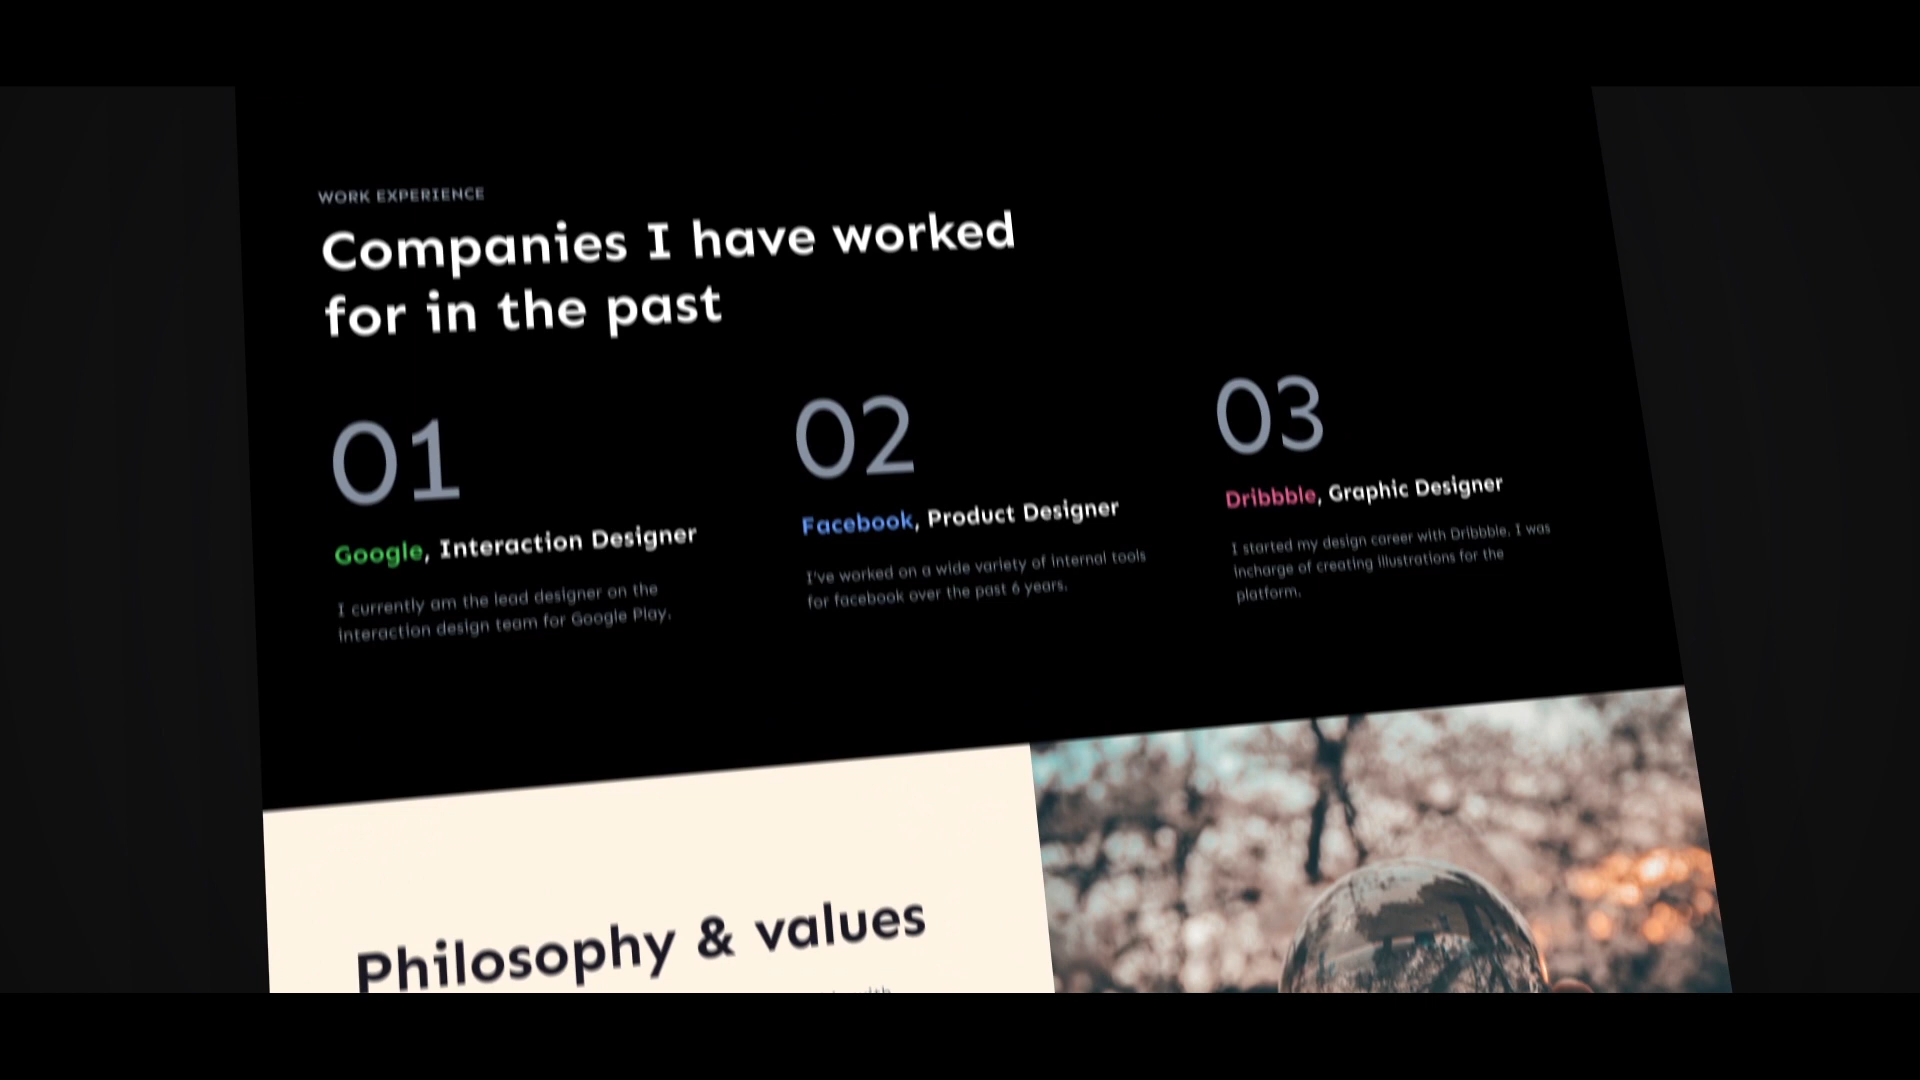 WORK EXPERIENCE
Companies I have worked
for in the past
01
Google, Interaction Designer
I currently am the lead designer on the
interaction design team for Google Play.
02
Facebook, Product Designer
I've worked on a wide variety of internal tools
for facebook over the past 6 years.
03
Dribbble, Graphic Designer
I started my design career with Dribbble. I was
incharge of creating illustrations for the
platform.
Philosophy & values
with